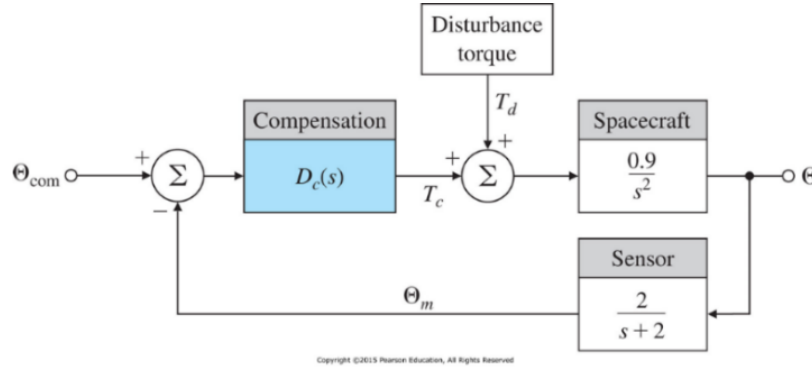 Disturbance
torque
T_d
+
Compensation
D_c(s)
Spacecraft
0.9
s^2
Θ_com
+
Σ
−
T_c
+
Σ
Θ
Sensor
2
s + 2
Θ_m
Copyright ©2015 Pearson Education, All Rights Reserved